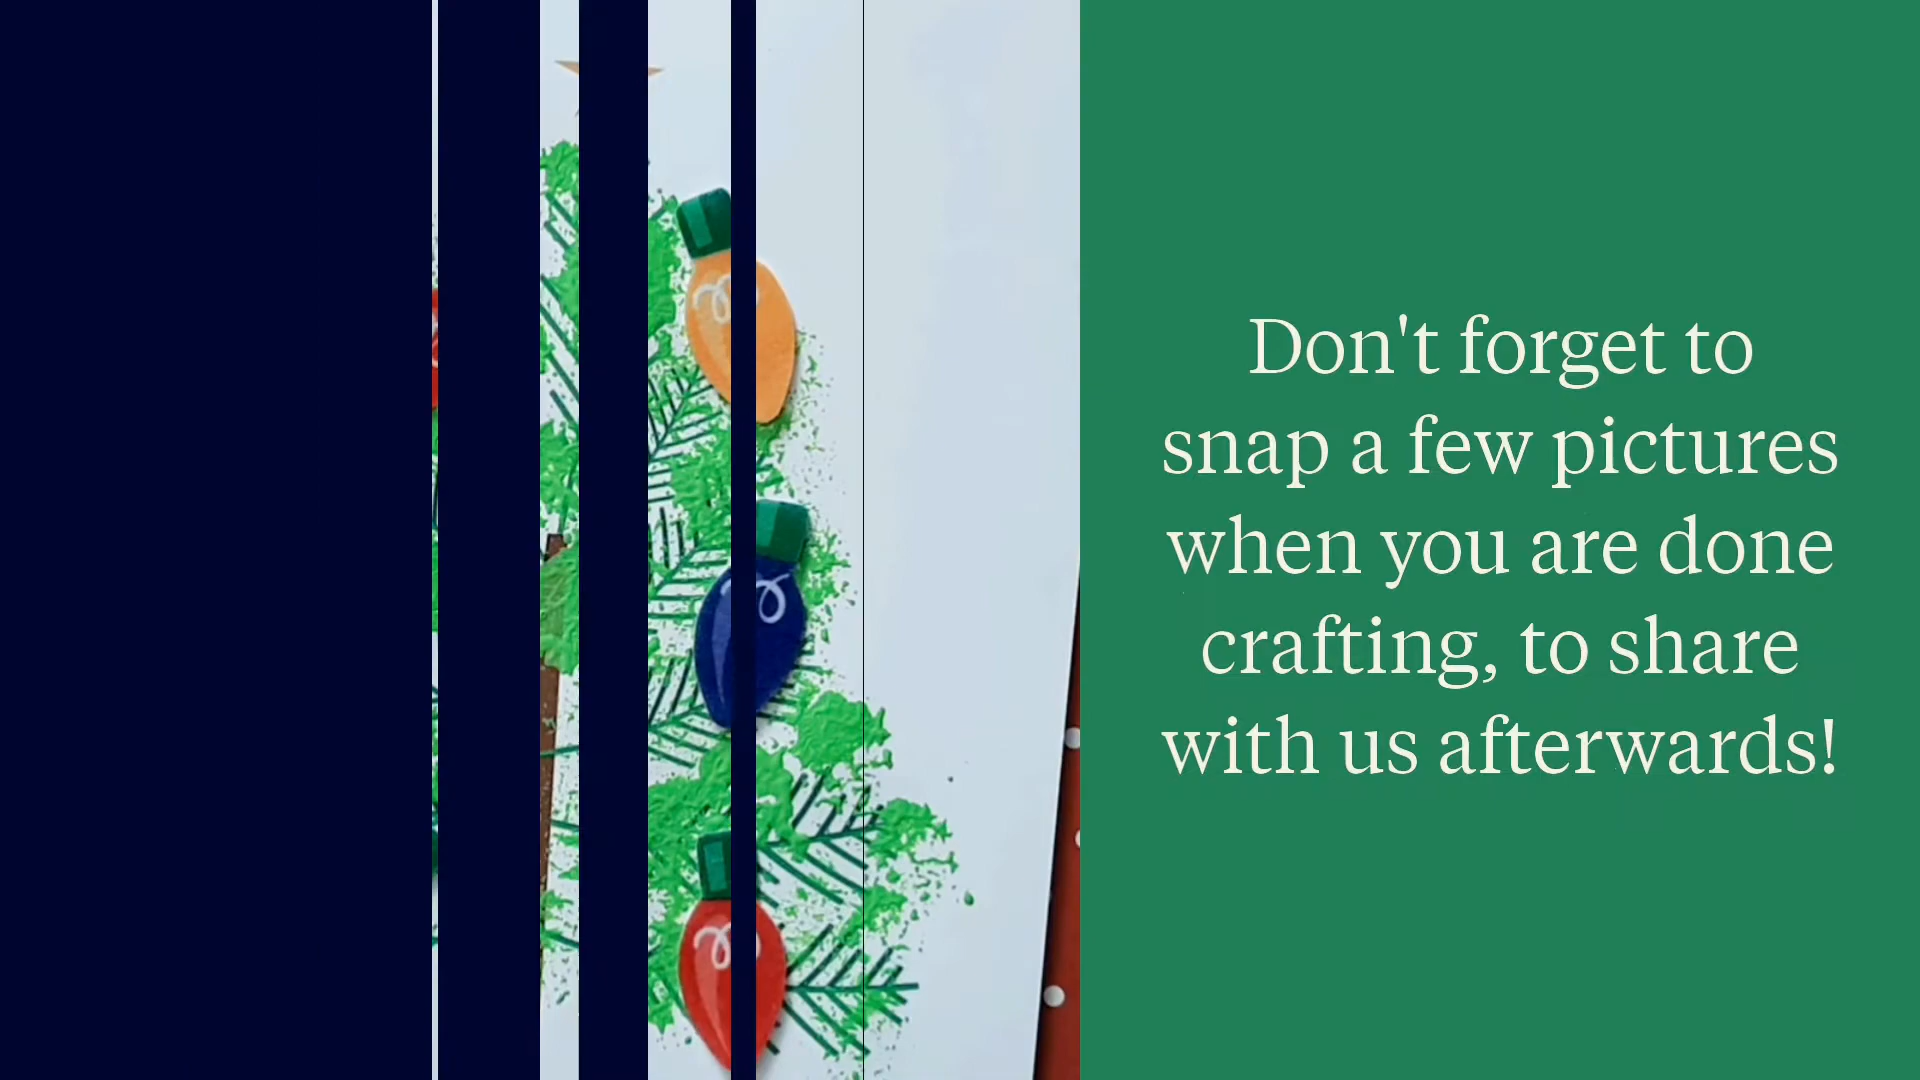 Don't forget to
snap a few pictures
when you are done
crafting, to share
with us afterwards!